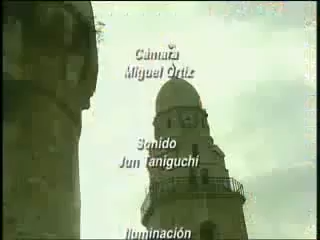 Cámara
Miguel Ortiz
Sonido
Jun Taniguchi
Iluminación